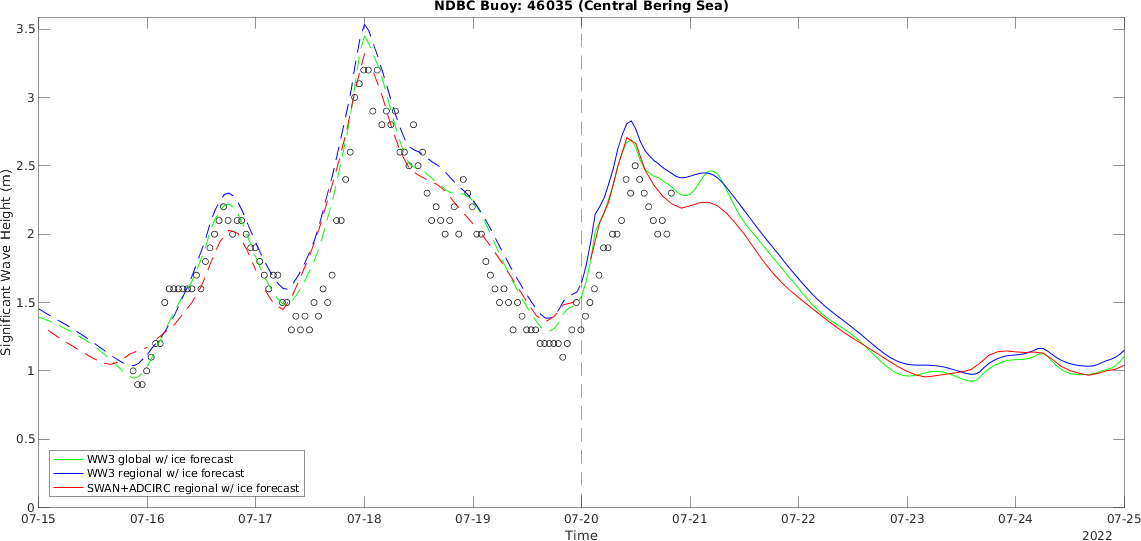 NDBC Buoy: 46035 (Central Bering Sea)
3.5
3
2.5
2
1.5
1
0.5
0
Significant Wave Height (m)
WW3 global w/ ice forecast
WW3 regional w/ ice forecast
SWAN+ADCIRC regional w/ ice forecast
07-15 07-16 07-17 07-18 07-19 07-20 07-21 07-22 07-23 07-24 07-25
Time
2022